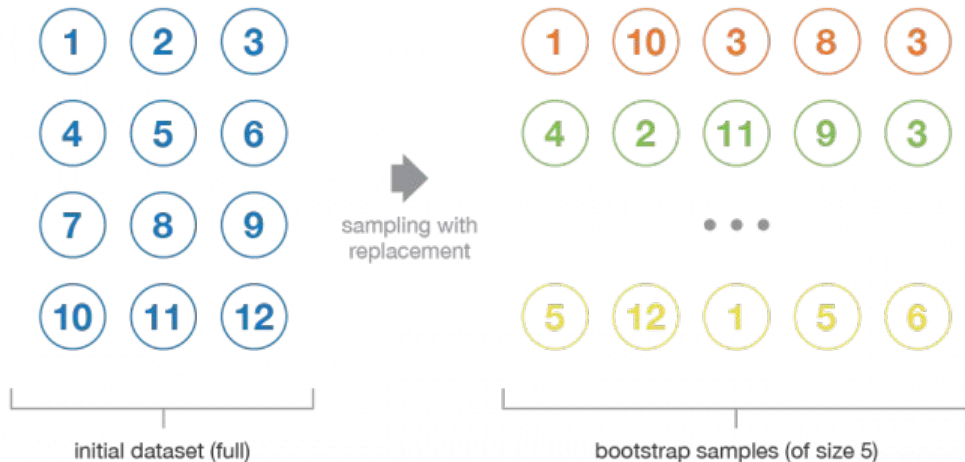 1 2 3
4 5 6
7 8 9
10 11 12
initial dataset (full)
sampling with
replacement
1 10 3 8 3
4 2 11 9 3
• • •
5 12 1 5 6
bootstrap samples (of size 5)